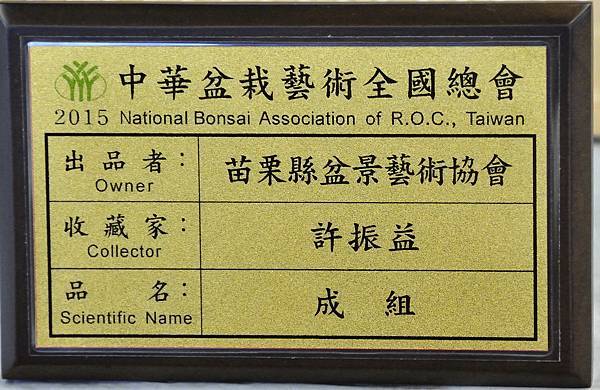 中華盆栽藝術全國總會
2015 National Bonsai Association of R.O.C., Taiwan
出品者： 苗栗縣盆景藝術協會
Owner
收藏家： 許振益
Collector
品 名： 成 組
Scientific Name